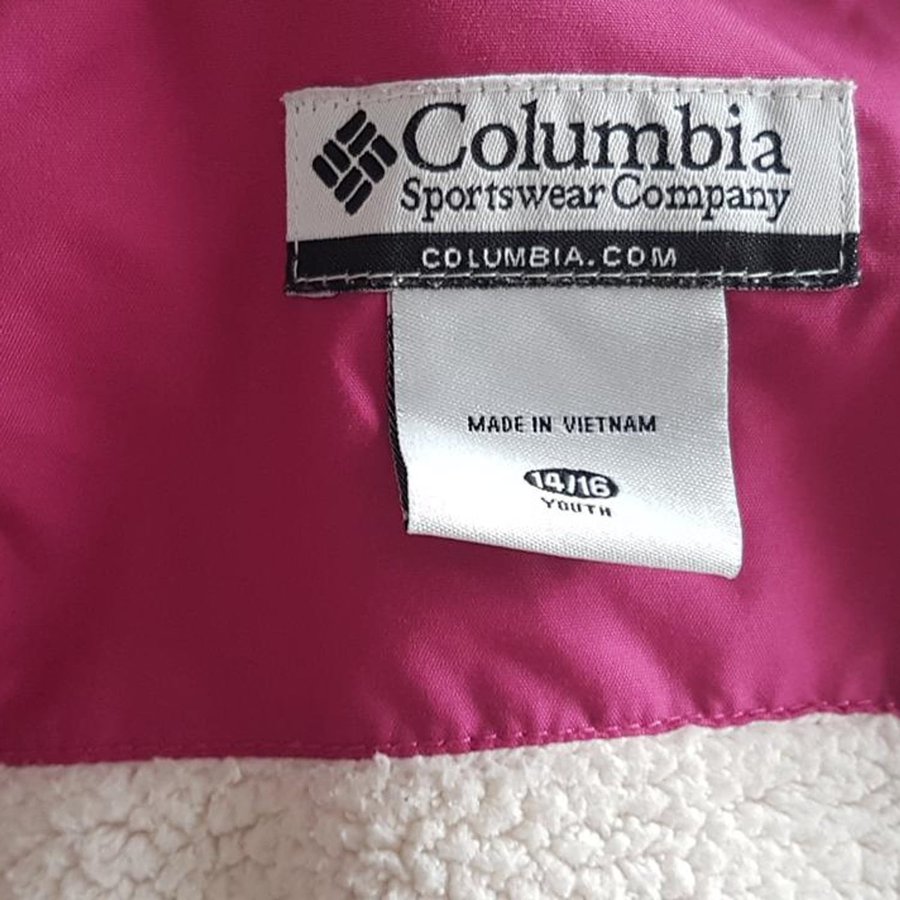 Columbia
Sportswear Company
COLUMBIA.COM
MADE IN VIETNAM
14/16
YOUTH